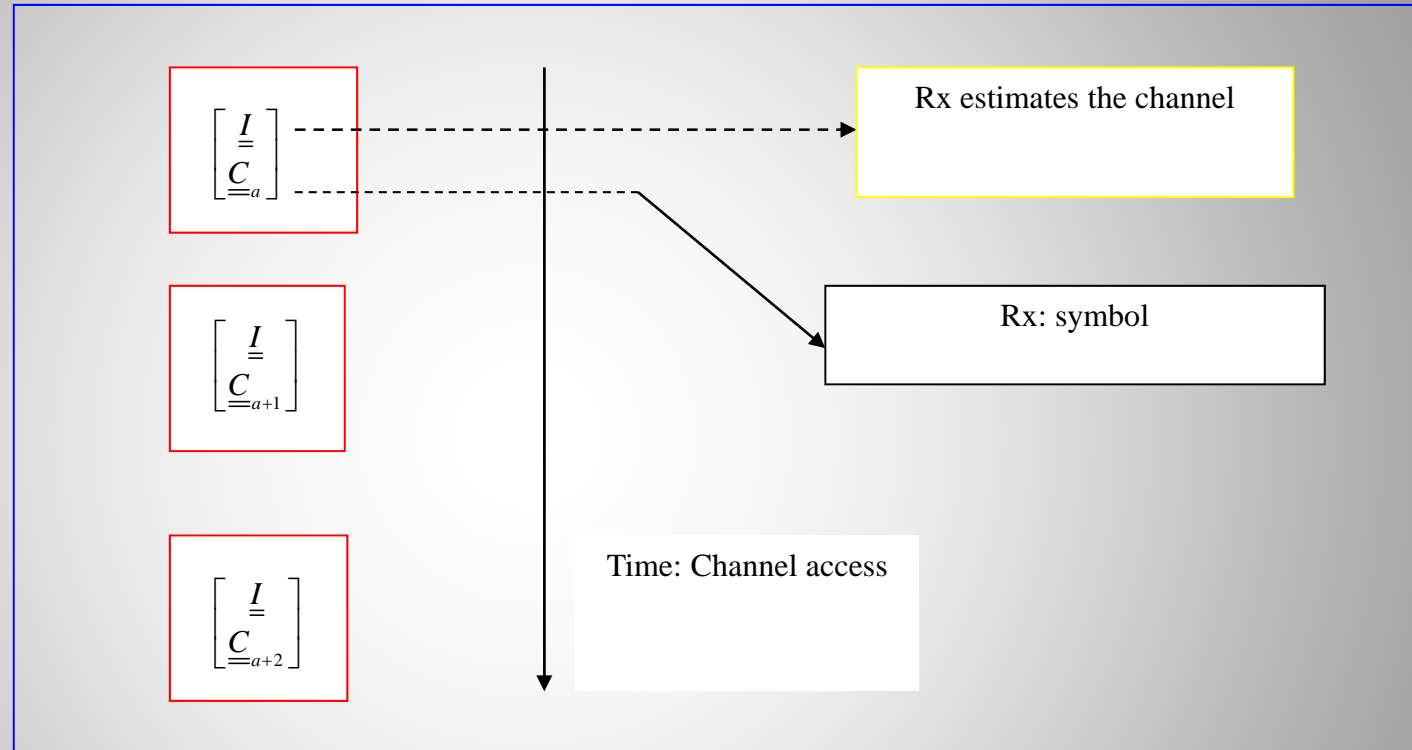 I
C a
Rx estimates the channel
I
C a+1
Rx: symbol
Time: Channel access
I
C a+2